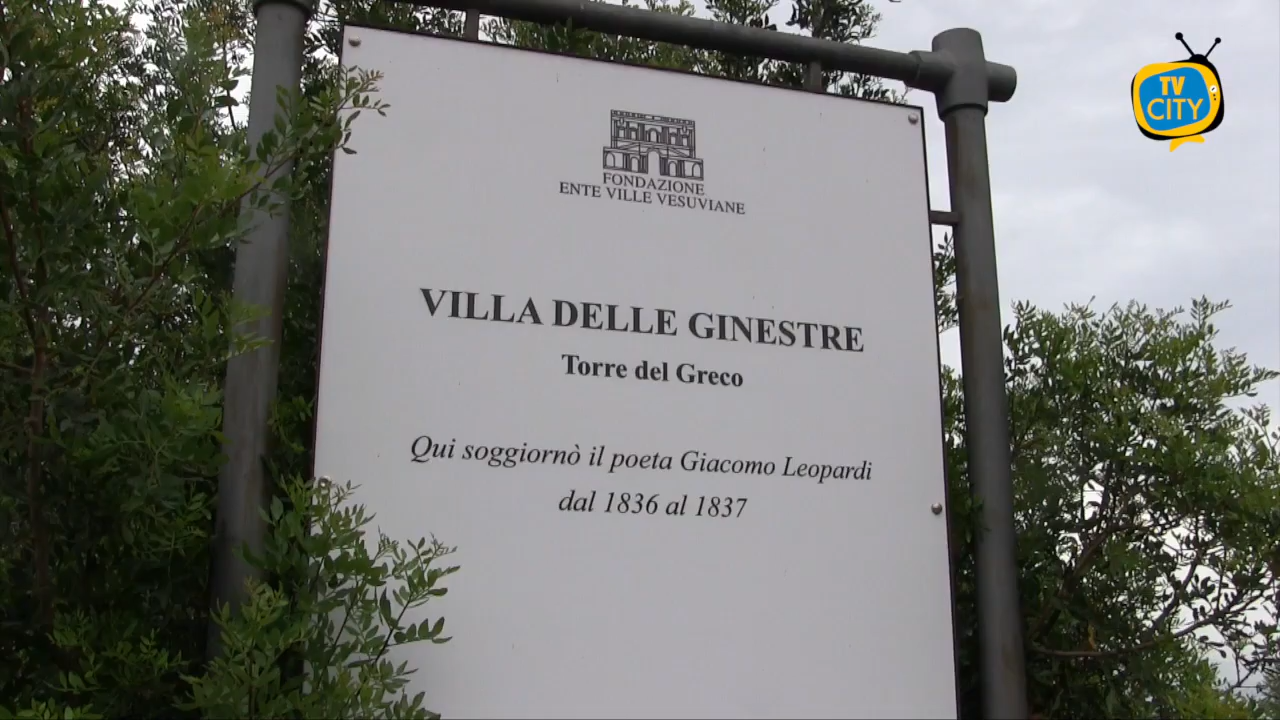 TV
CITY
FONDAZIONE
ENTE VILLE VESUVIANE
VILLA DELLE GINESTRE
Torre del Greco
Qui soggiornò il poeta Giacomo Leopardi
dal 1836 al 1837